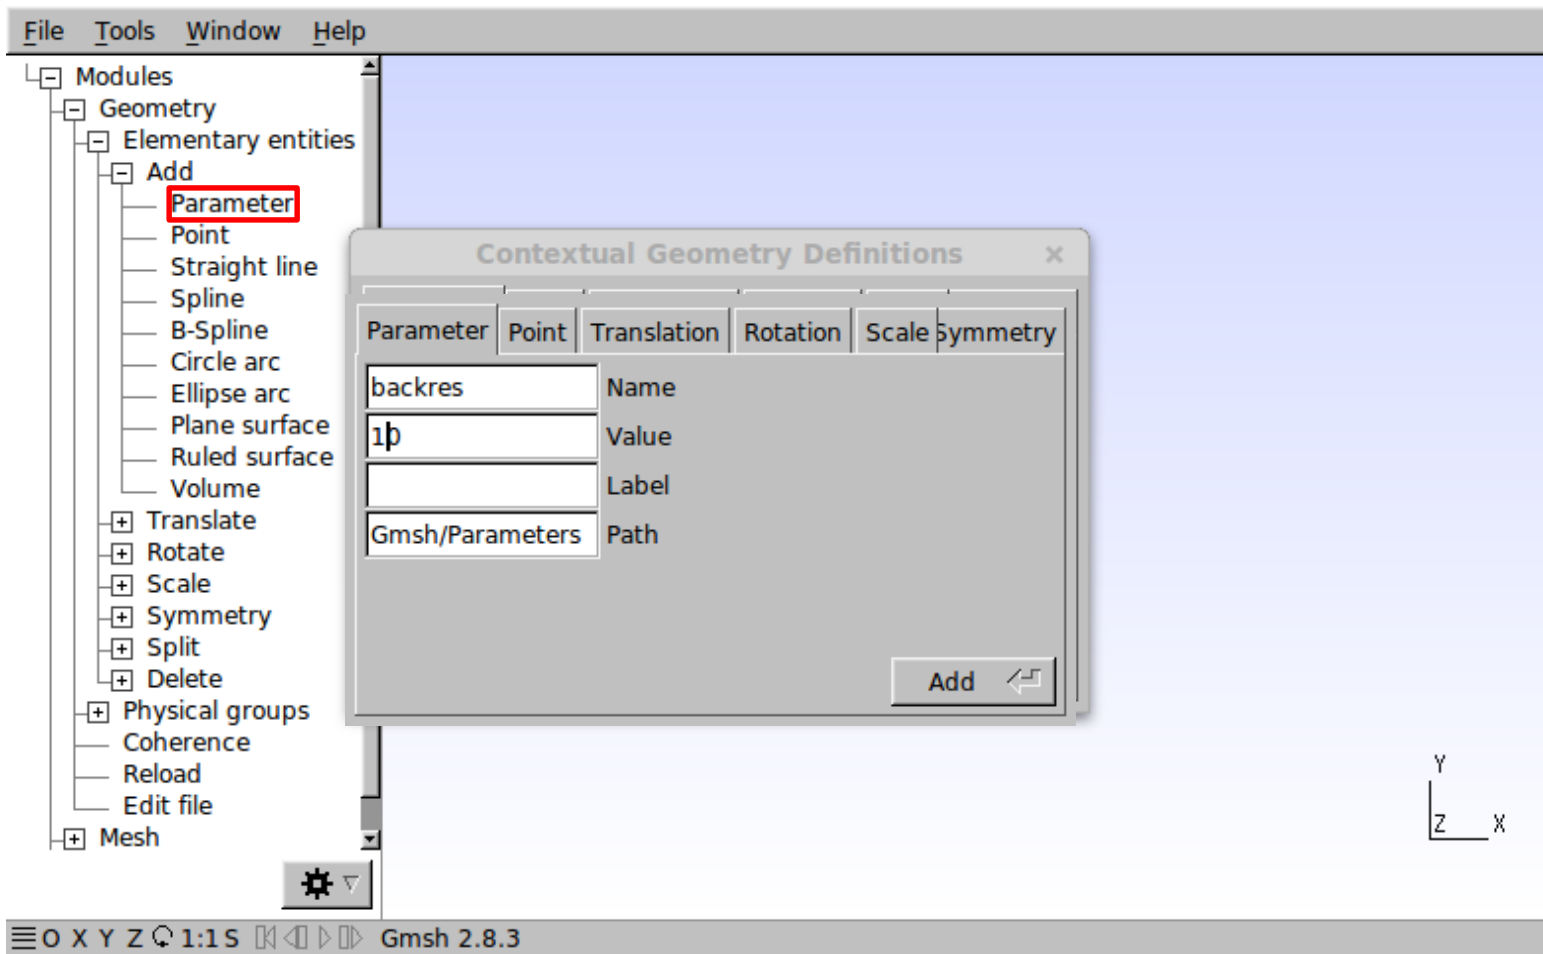 File Tools Window Help
Modules
Geometry
Elementary entities
Add
Parameter
Point
Straight line
Spline
B-Spline
Circle arc
Ellipse arc
Plane surface
Ruled surface
Volume
Translate
Rotate
Scale
Symmetry
Split
Delete
Physical groups
Coherence
Reload
Edit file
Mesh
Contextual Geometry Definitions
Parameter Point Translation Rotation Scale Symmetry
backres Name
10 Value
Label
Gmsh/Parameters Path
Add
Y
Z X
O X Y Z 1:1 S Gmsh 2.8.3